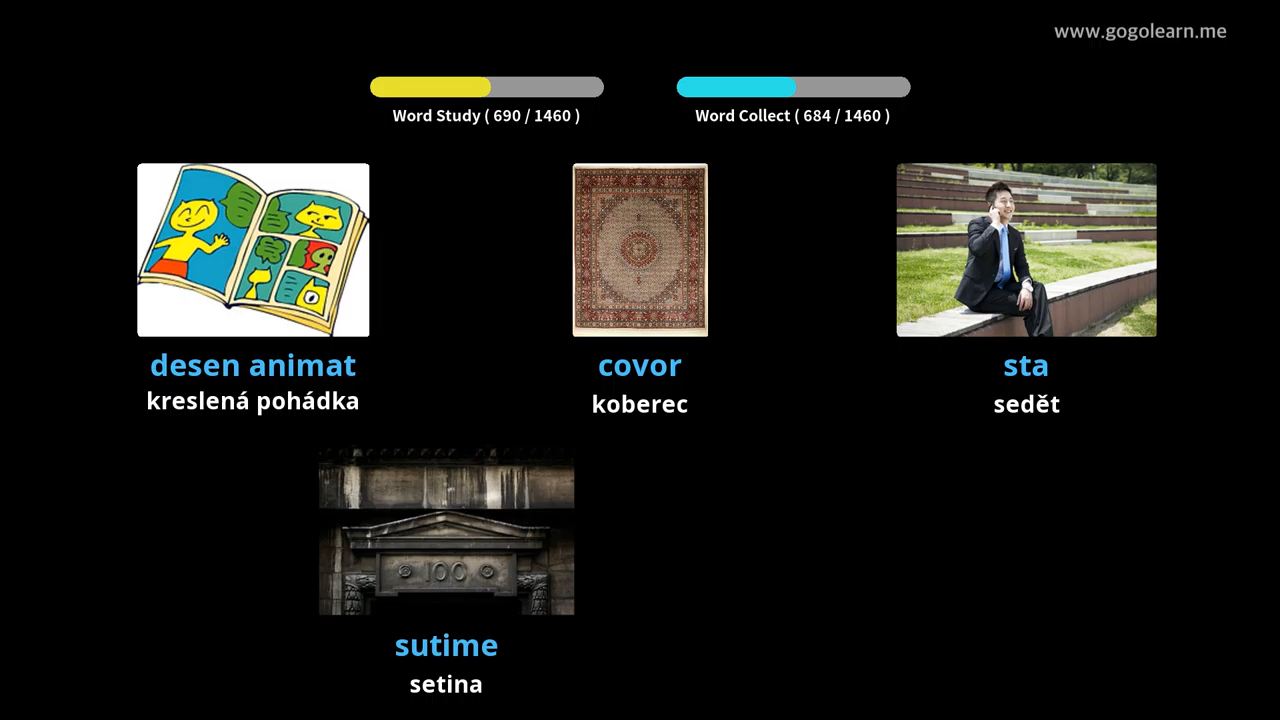 www.gogolearn.me
Word Study ( 690 / 1460 )
Word Collect ( 684 / 1460 )
desen animat
kreslená pohádka
covor
koberec
sta
sedět
100
sutime
setina